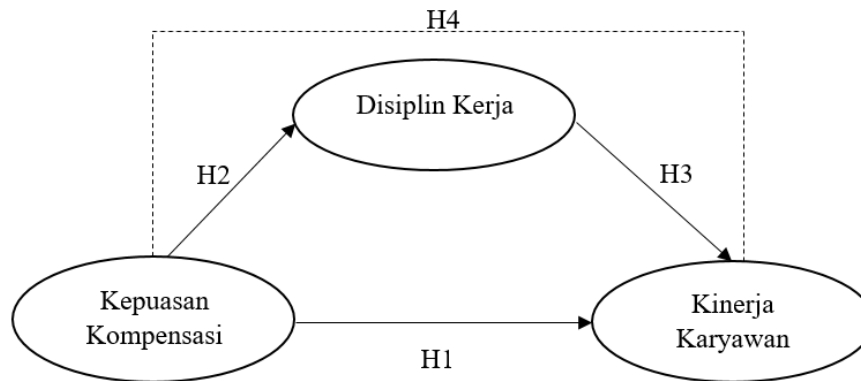 H4
Disiplin Kerja
H2
H3
Kepuasan
Kompensasi
Kinerja
Karyawan
H1